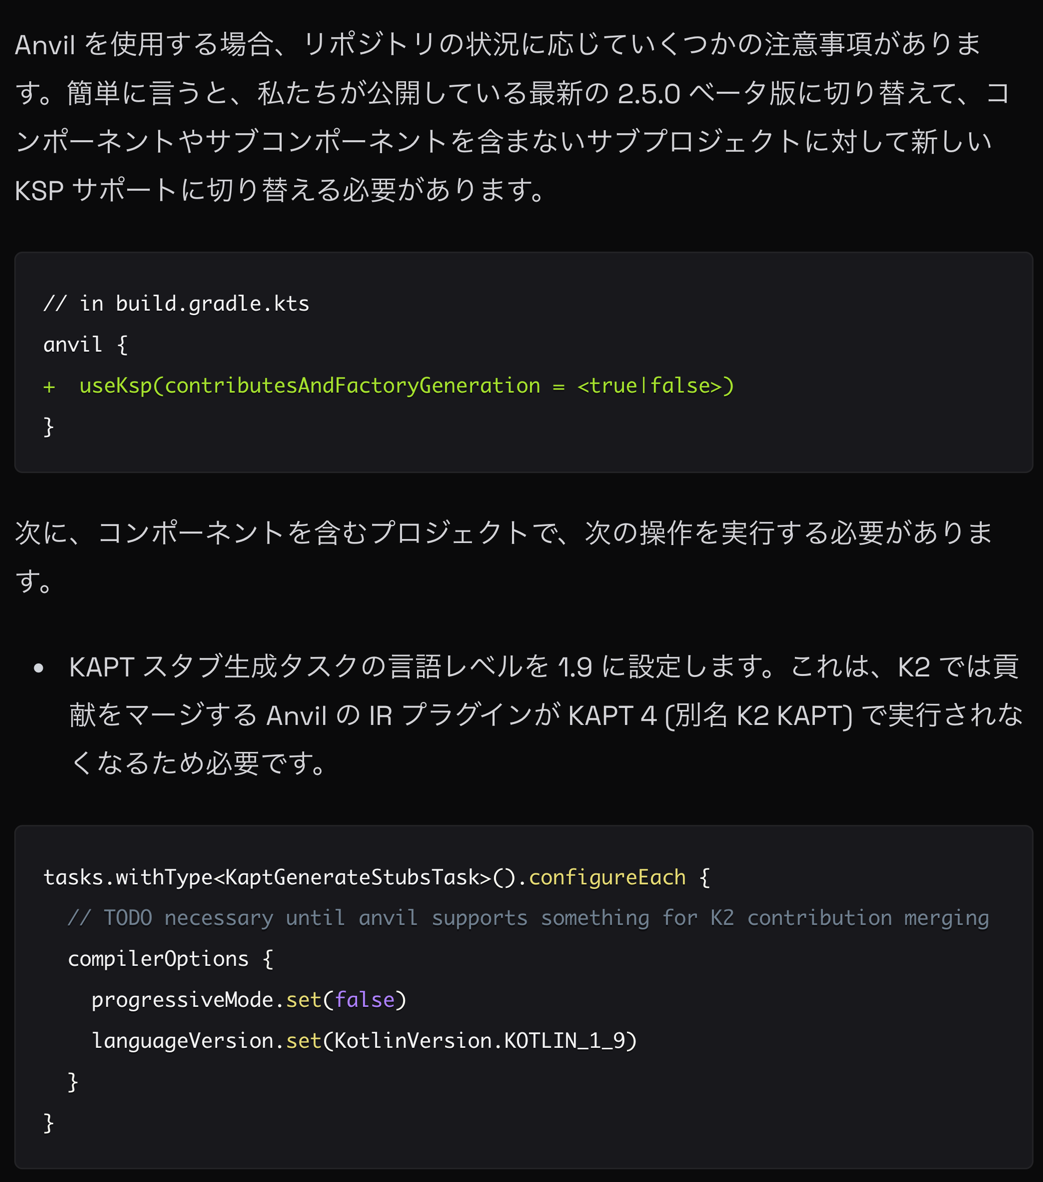 Anvil を使用する場合、リポジトリの状況に応じていくつかの注意事項がありま
す。簡単に言うと、私たちが公開している最新の 2.5.0 ベータ版に切り替えて、コ
ンポーネントやサブコンポーネントを含まないサブプロジェクトに対して新しい
KSP サポートに切り替える必要があります。
// in build.gradle.kts
anvil {
+  useKsp(contributesAndFactoryGeneration = <true|false>)
}
次に、コンポーネントを含むプロジェクトで、次の操作を実行する必要がありま
す。
• KAPT スタブ生成タスクの言語レベルを 1.9 に設定します。これは、K2 では貢
献をマージする Anvil の IR プラグインが KAPT 4 (別名 K2 KAPT) で実行されな
くなるため必要です。
tasks.withType<KaptGenerateStubsTask>().configureEach {
  // TODO necessary until anvil supports something for K2 contribution merging
  compilerOptions {
    progressiveMode.set(false)
    languageVersion.set(KotlinVersion.KOTLIN_1_9)
  }
}